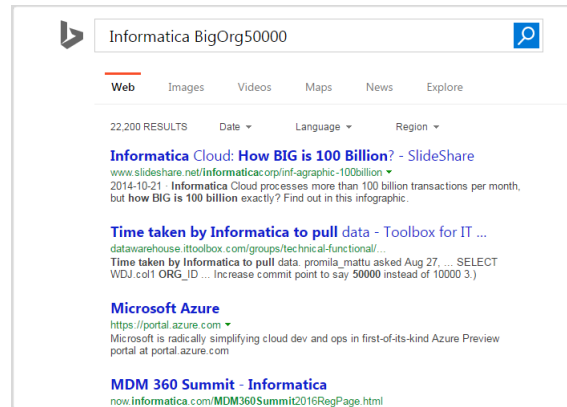 Informatica BigOrg50000
Web Images Videos Maps News Explore
22,200 RESULTS Date Language Region
Informatica Cloud: How BIG is 100 Billion? - SlideShare
www.slideshare.net/informaticacorp/inf-agraphic-100billion
2014-10-21 · Informatica Cloud processes more than 100 billion transactions per month,
but how BIG is 100 billion exactly? Find out in this infographic.
Time taken by Informatica to pull data - Toolbox for IT ...
datawarehouse.ittoolbox.com/groups/technical-functional/...
Time taken by Informatica to pull data. promila_mattu asked Aug 27, ... SELECT
WDJ.col1 ORG_ID ... Increase commit point to say 50000 instead of 10000 3.)
Microsoft Azure
https://portal.azure.com
Microsoft is radically simplifying cloud dev and ops in first-of-its-kind Azure Preview
portal at portal.azure.com
MDM 360 Summit - Informatica
now.informatica.com/MDM360Summit2016RegPage.html